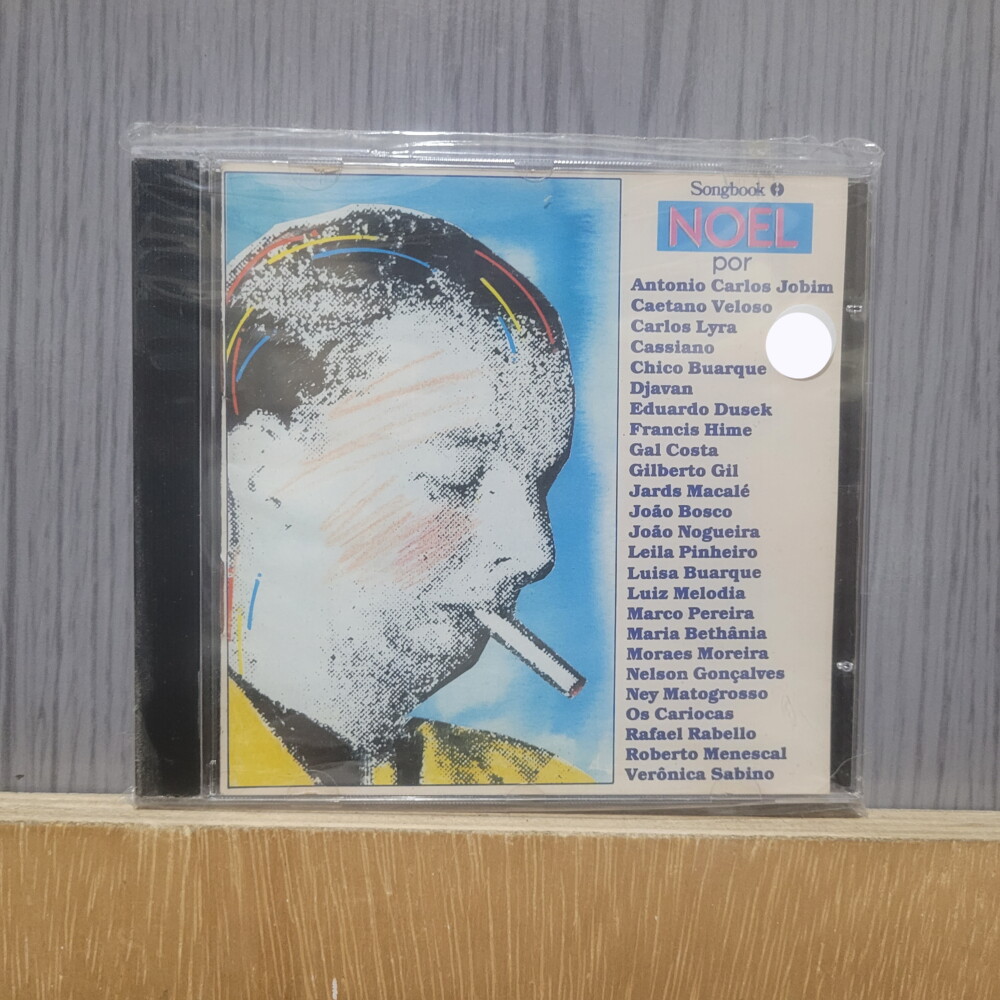 Songbook
NOEL
por
Antonio Carlos Jobim
Caetano Veloso
Carlos Lyra
Cassiano
Chico Buarque
Djavan
Eduardo Dusek
Francis Hime
Gal Costa
Gilberto Gil
Jards Macalé
João Bosco
João Nogueira
Leila Pinheiro
Luisa Buarque
Luiz Melodia
Marco Pereira
Maria Bethânia
Moraes Moreira
Nelson Gonçalves
Ney Matogrosso
Os Cariocas
Rafael Rabello
Roberto Menescal
Verônica Sabino